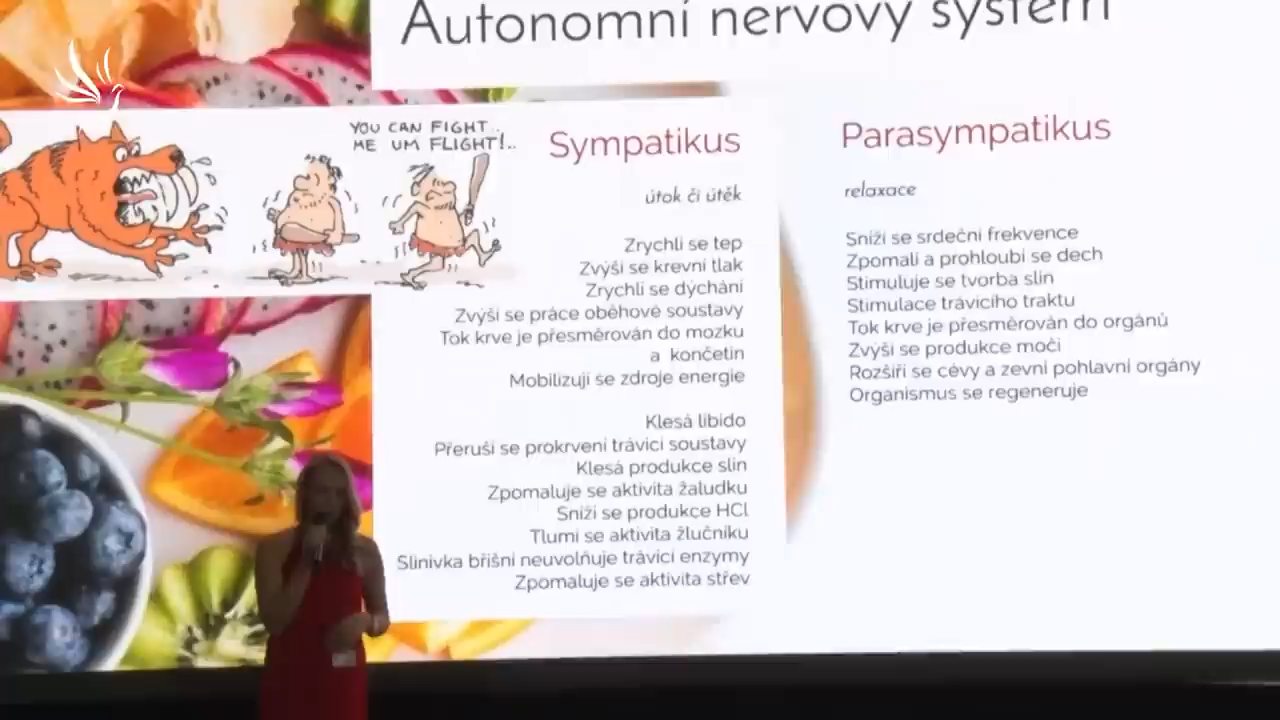 Autonomní nervový systém
YOU CAN FIGHT..
ME UM FLIGHT!..
Sympatikus
útok či útěk
Zrychlí se tep
Zvýší se krevní tlak
Zrychlí se dýchání
Zvýší se práce oběhové soustavy
Tok krve je přesměrován do mozku
a končetin
Mobilizují se zdroje energie
Klesá libido
Přeruší se prokrvení trávicí soustavy
Klesá produkce slin
Zpomaluje se aktivita žaludku
Sníží se produkce HCl
Tlumí se aktivita žlučníku
Slinivka břišní neuvolňuje trávicí enzymy
Zpomaluje se aktivita střev
Parasympatikus
relaxace
Sníží se srdeční frekvence
Zpomalí a prohloubí se dech
Stimuluje se tvorba slin
Stimulace trávicího traktu
Tok krve je přesměrován do orgánů
Zvýší se produkce moči
Rozšíří se cévy a zevní pohlavní orgány
Organismus se regeneruje